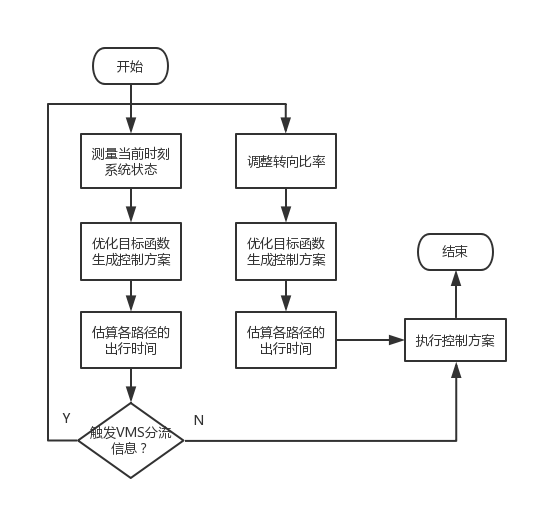 开始
测量当前时刻
系统状态
调整转向比率
优化目标函数
生成控制方案
优化目标函数
生成控制方案
结束
估算各路径的
出行时间
估算各路径的
出行时间
执行控制方案
Y
N
触发VMS分流
信息？